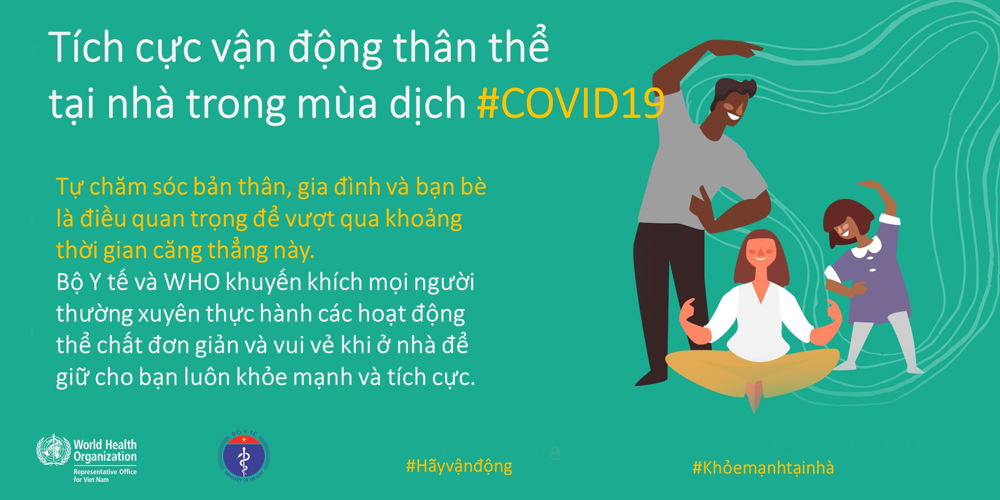 Tích cực vận động thân thể
tại nhà trong mùa dịch #COVID19
Tự chăm sóc bản thân, gia đình và bạn bè
là điều quan trọng để vượt qua khoảng
thời gian căng thẳng này.
Bộ Y tế và WHO khuyến khích mọi người
thường xuyên thực hành các hoạt động
thể chất đơn giản và vui vẻ khi ở nhà để
giữ cho bạn luôn khỏe mạnh và tích cực.
World Health
Organization
Representative Office
for Viet Nam
BỘ Y TẾ
MINISTRY OF HEALTH
#Hãyvậnđộng
#Khỏemạnhtạinhà